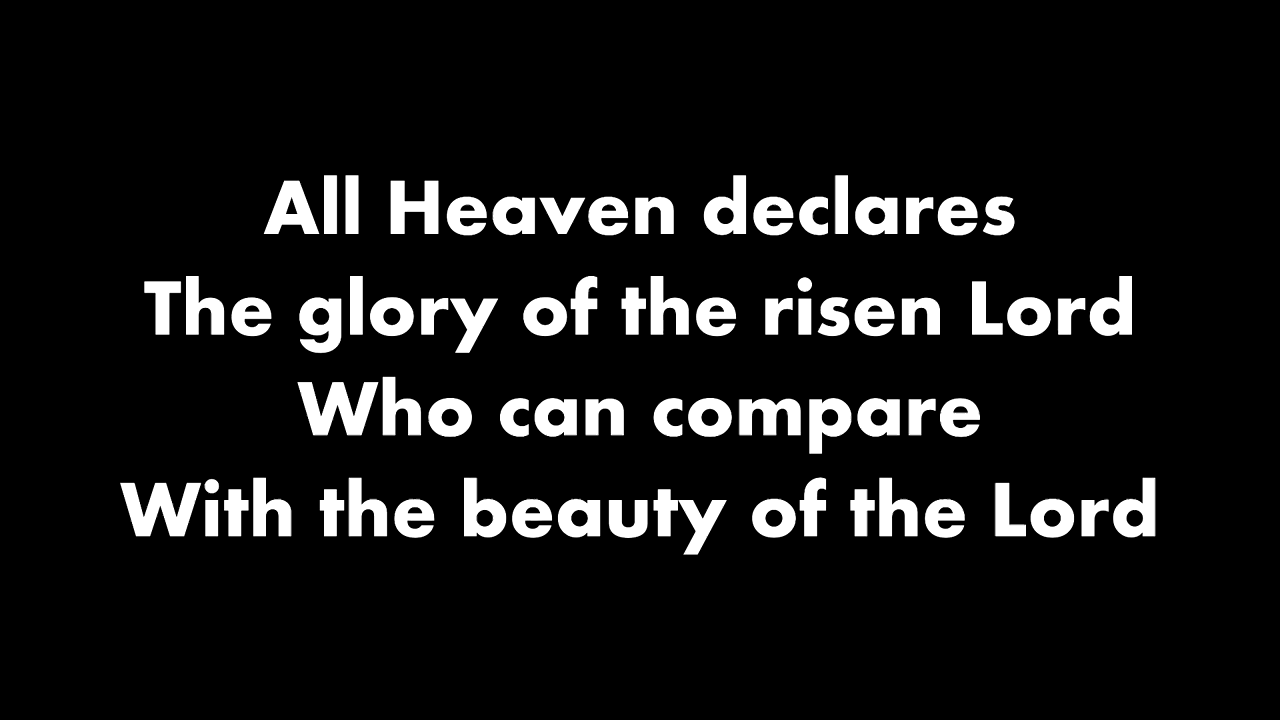 All Heaven declares
The glory of the risen Lord
Who can compare
With the beauty of the Lord